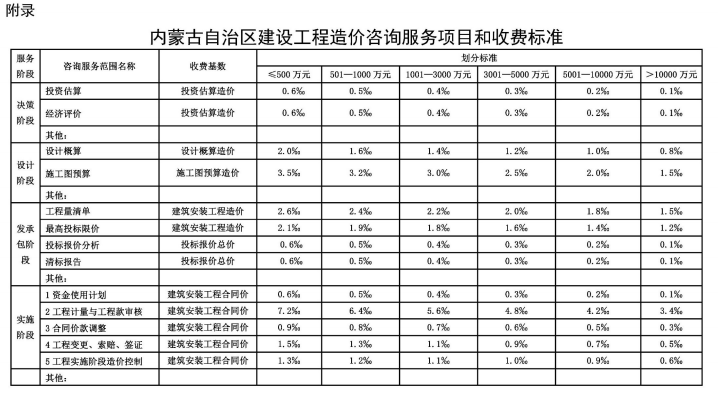 附录
内蒙古自治区建设工程造价咨询服务项目和收费标准
服务阶段 咨询服务范围名称 收费基数 划分标准
≤500 万元 501—1000 万元 1001—3000 万元 3001—5000 万元 5001—10000 万元 >10000 万元
决策阶段 投资估算 投资估算造价 0.6‰ 0.5‰ 0.4‰ 0.3‰ 0.2‰ 0.1‰
经济评价 投资估算造价 0.6‰ 0.5‰ 0.4‰ 0.3‰ 0.2‰ 0.1‰
其他：
设计阶段 设计概算 设计概算造价 2.0‰ 1.6‰ 1.4‰ 1.2‰ 1.0‰ 0.8‰
施工图预算 施工图预算造价 3.5‰ 3.2‰ 3.0‰ 2.5‰ 2.0‰ 1.5‰
其他：
发承包阶段 工程量清单 建筑安装工程造价 2.6‰ 2.4‰ 2.2‰ 2.0‰ 1.8‰ 1.5‰
最高投标限价 建筑安装工程造价 2.1‰ 1.9‰ 1.8‰ 1.6‰ 1.4‰ 1.2‰
投标报价分析 投标报价总价 0.6‰ 0.5‰ 0.4‰ 0.3‰ 0.2‰ 0.1‰
清标报告 投标报价总价 0.6‰ 0.5‰ 0.4‰ 0.3‰ 0.2‰ 0.1‰
其他：
实施阶段 1 资金使用计划 建筑安装工程合同价 0.6‰ 0.5‰ 0.4‰ 0.3‰ 0.2‰ 0.1‰
2 工程计量与工程款审核 建筑安装工程合同价 7.2‰ 6.4‰ 5.6‰ 4.8‰ 4.2‰ 3.4‰
3 合同价款调整 建筑安装工程合同价 0.9‰ 0.8‰ 0.7‰ 0.6‰ 0.5‰ 0.3‰
4 工程变更、索赔、签证 建筑安装工程合同价 1.5‰ 1.3‰ 1.1‰ 0.9‰ 0.7‰ 0.5‰
5 工程实施阶段造价控制 建筑安装工程合同价 1.3‰ 1.2‰ 1.1‰ 1.0‰ 0.9‰ 0.6‰
其他：